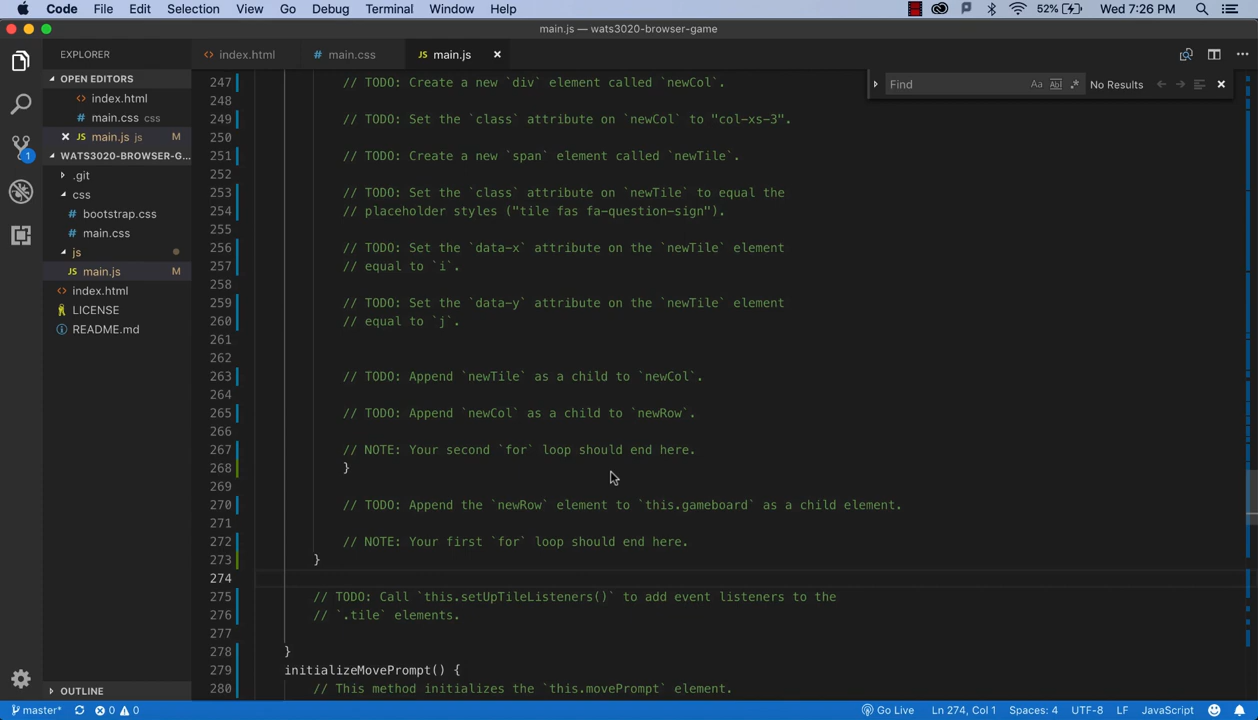 Code File Edit Selection View Go Debug Terminal Window Help 52% Wed 7:26 PM
main.js — wats3020-browser-game
EXPLORER index.html main.css JS main.js
OPEN EDITORS
index.html
main.css css
JS main.js js M
WATS3020-BROWSER-G...
.git
css
# bootstrap.css
# main.css
js
JS main.js M
index.html
LICENSE
README.md
OUTLINE
Find Aa Abl .* No Results
247 // TODO: Create a new `div` element called `newCol`.
248
249 // TODO: Set the `class` attribute on `newCol` to "col-xs-3".
250
251 // TODO: Create a new `span` element called `newTile`.
252
253 // TODO: Set the `class` attribute on `newTile` to equal the
254 // placeholder styles ("tile fas fa-question-sign").
255
256 // TODO: Set the `data-x` attribute on the `newTile` element
257 // equal to `i`.
258
259 // TODO: Set the `data-y` attribute on the `newTile` element
260 // equal to `j`.
261
262
263 // TODO: Append `newTile` as a child to `newCol`.
264
265 // TODO: Append `newCol` as a child to `newRow`.
266
267 // NOTE: Your second `for` loop should end here.
268 }
269
270 // TODO: Append the `newRow` element to `this.gameboard` as a child element.
271
272 // NOTE: Your first `for` loop should end here.
273 }
274
275 // TODO: Call `this.setUpTileListeners()` to add event listeners to the
276 // `.tile` elements.
277
278 }
279 initializeMovePrompt() {
280 // This method initializes the `this.movePrompt` element.
master* 0 0 Go Live Ln 274, Col 1 Spaces: 4 UTF-8 LF JavaScript